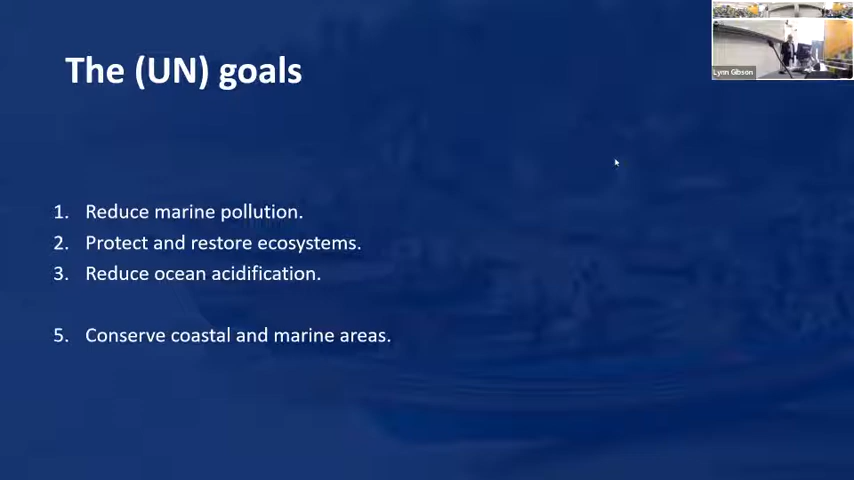 The (UN) goals
Lynn Gibson
1. Reduce marine pollution.
2. Protect and restore ecosystems.
3. Reduce ocean acidification.
5. Conserve coastal and marine areas.